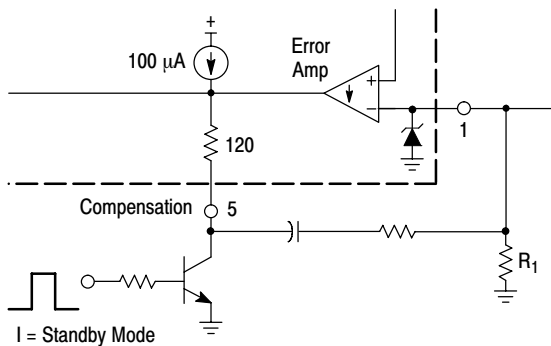 +
100 µA
Error
Amp
+
−
1
120
Compensation
5
R1
I = Standby Mode